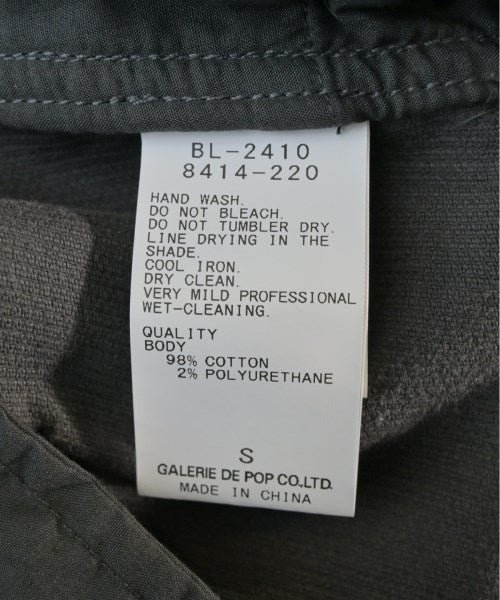 BL-2410
8414-220
HAND WASH.
DO NOT BLEACH.
DO NOT TUMBLER DRY.
LINE DRYING IN THE
SHADE.
COOL IRON.
DRY CLEAN.
VERY MILD PROFESSIONAL
WET-CLEANING.
QUALITY
BODY
98% COTTON
2% POLYURETHANE
S
GALERIE DE POP CO.,LTD.
MADE IN CHINA